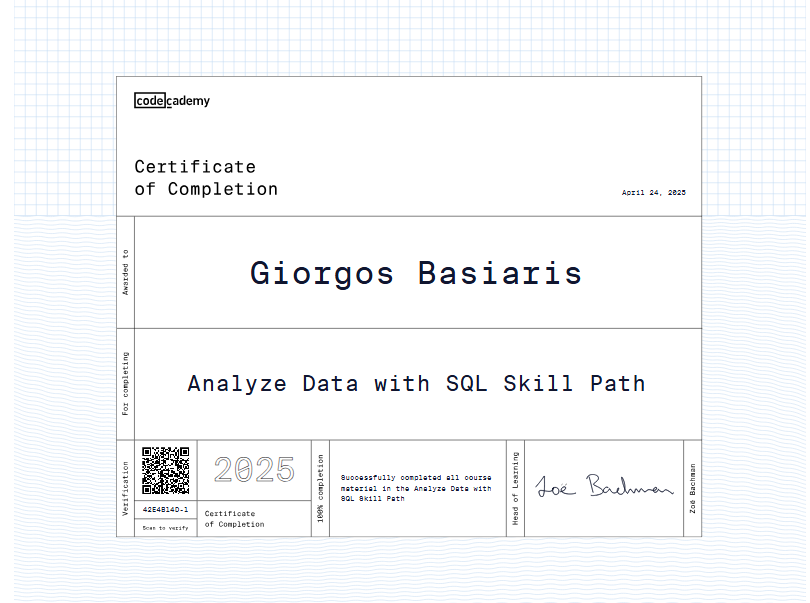 codecademy
Certificate
of Completion
April 24, 2025
Awarded to
Giorgos Basiaris
For completing
Analyze Data with SQL Skill Path
Verification
42E4B14D-1
Scan to verify
2025
Certificate
of Completion
100% completion
Successfully completed all course
material in the Analyze Data with
SQL Skill Path
Head of Learning
Zoë Bachman
Zoë Bachman